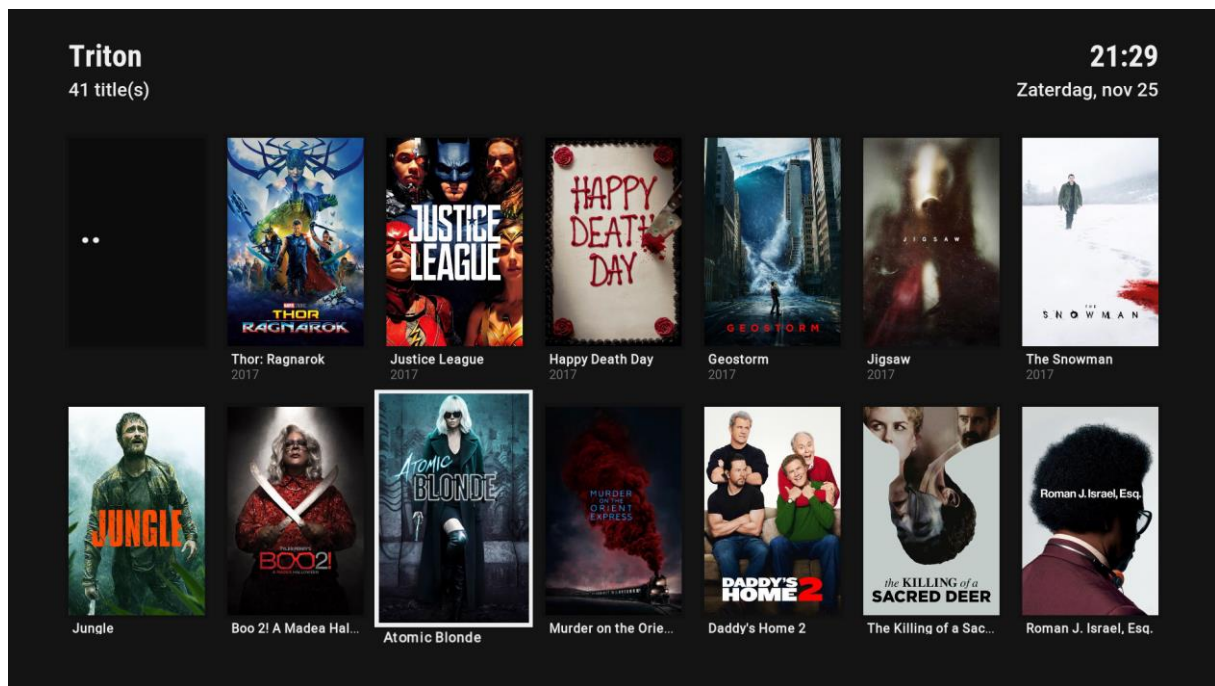 Triton
21:29
41 title(s)
Zaterdag, nov 25
..
THOR
RAGNAROK
JUSTICE
LEAGUE
HAPPY
DEATH
DAY
GEOSTORM
JIGSAW
THE
SNOWMAN
Thor: Ragnarok
2017
Justice League
2017
Happy Death Day
2017
Geostorm
2017
Jigsaw
2017
The Snowman
2017
JUNGLE
BOO2!
ATOMIC
BLONDE
MURDER
ON THE
ORIENT
EXPRESS
DADDY'S
HOME 2
the KILLING of a
SACRED DEER
Roman J. Israel, Esq.
Jungle
Boo 2! A Madea Hal...
Atomic Blonde
Murder on the Orie...
Daddy's Home 2
The Killing of a Sac...
Roman J. Israel, Esq.